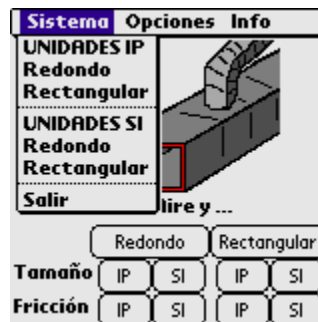 Sistema Opciones Info
UNIDADES IP
Redondo
Rectangular
UNIDADES SI
Redondo
Rectangular
Salir
Aire y ...
Redondo Rectangular
Tamaño IP SI IP SI
Fricción IP SI IP SI